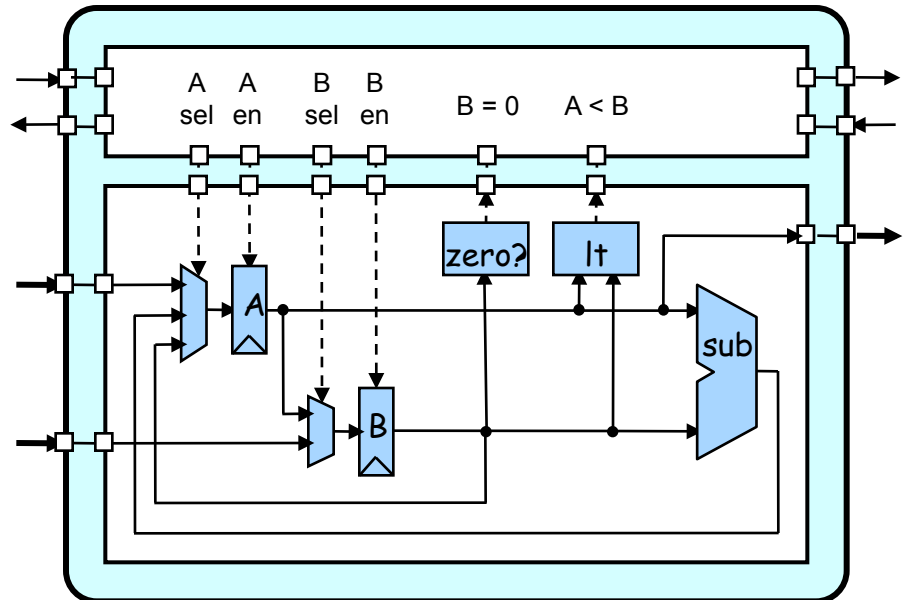 A A B B
sel en sel en B = 0 A < B
zero? lt
A
sub
B